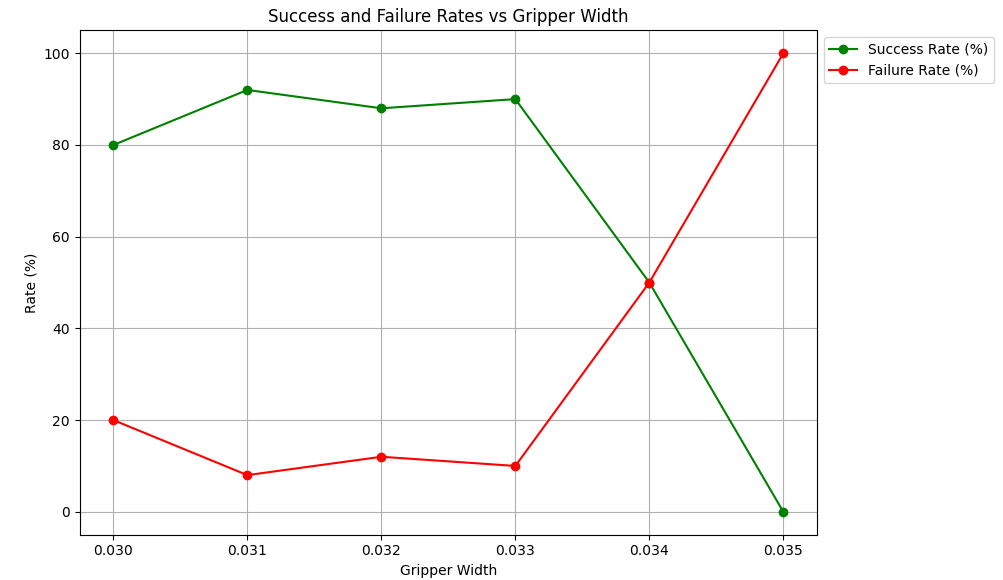 Success and Failure Rates vs Gripper Width
Success Rate (%)
Failure Rate (%)
Rate (%)
100
80
60
40
20
0
0.030 0.031 0.032 0.033 0.034 0.035
Gripper Width